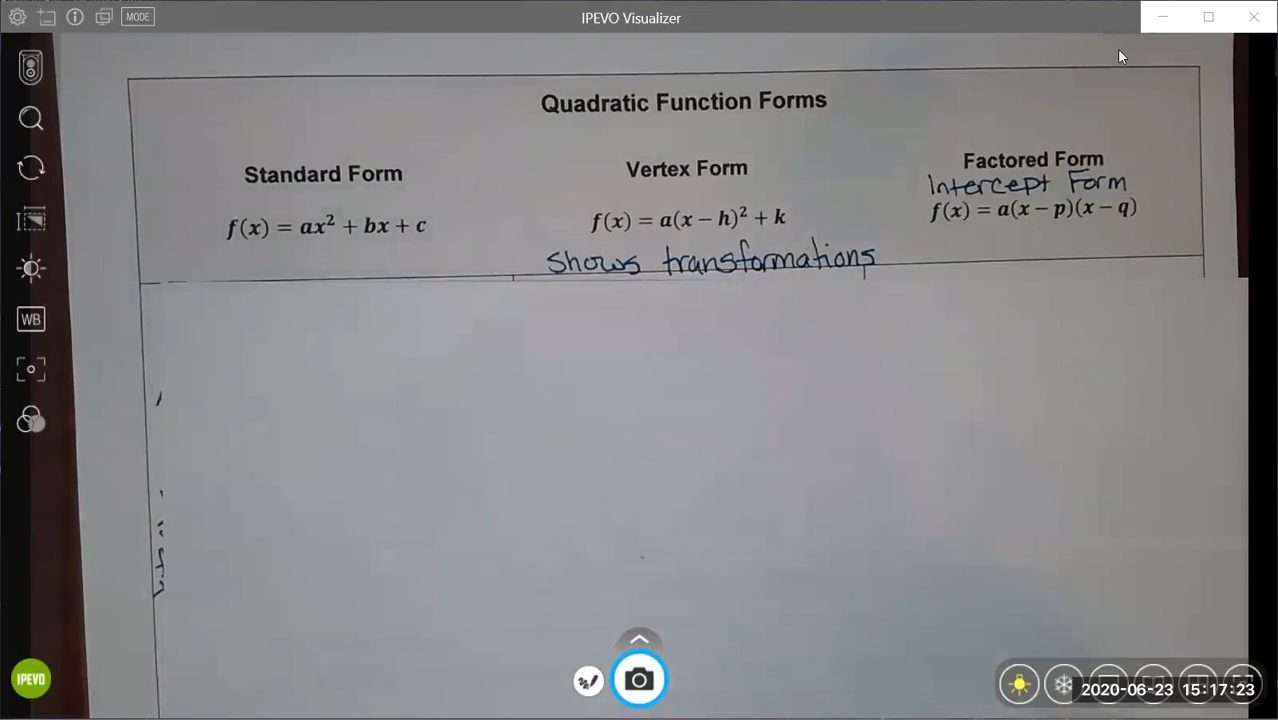 MODE
IPEVO Visualizer
Quadratic Function Forms
Standard Form
f(x) = ax² + bx + c
Vertex Form
f(x) = a(x − h)² + k
shows transformations
Factored Form
Intercept Form
f(x) = a(x − p)(x − q)
WB
IPEVO
2020-06-23 15:17:23